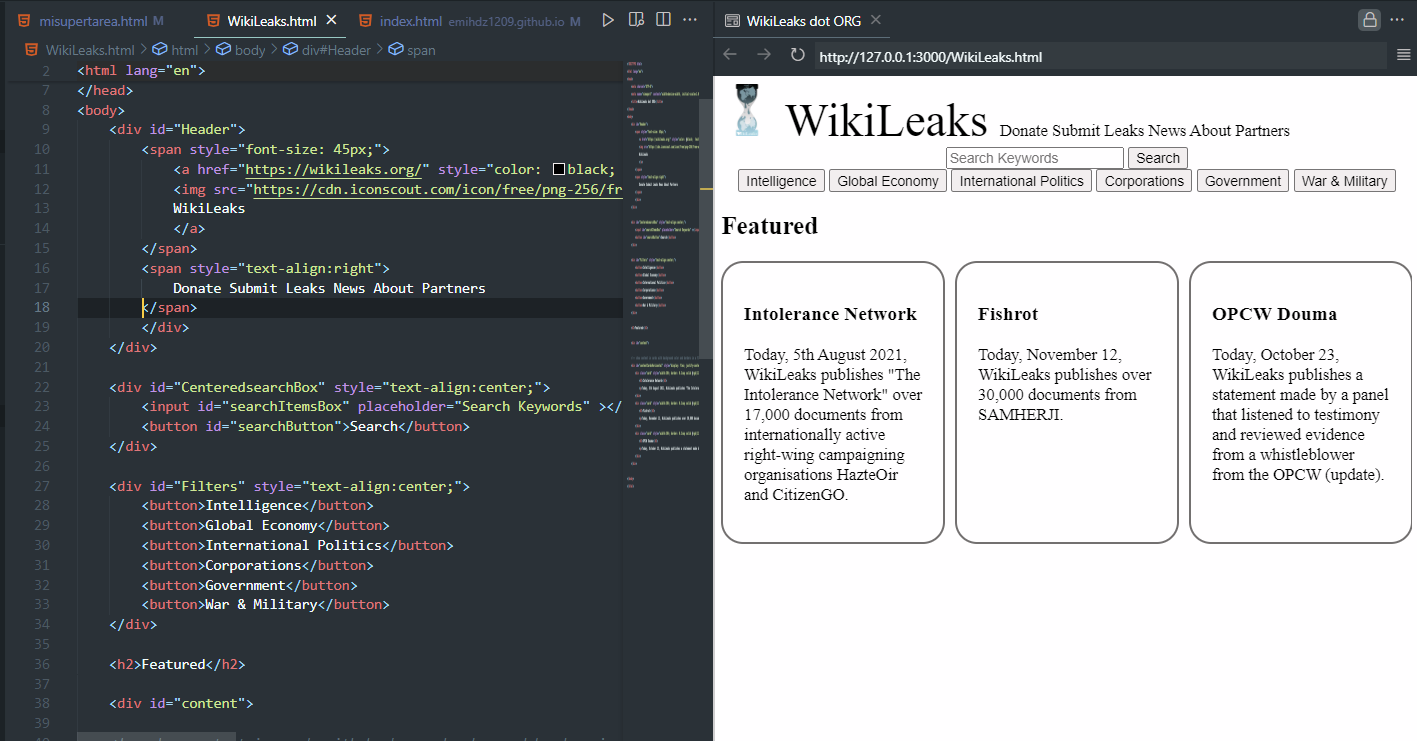 misupertarea.html M
WikiLeaks.html
index.html emihdz1209.github.io M
WikiLeaks.html > html > body > div#Header > span
2 <html lang="en">
7 </head>
8 <body>
9 <div id="Header">
10 <span style="font-size: 45px;">
11 <a href="https://wikileaks.org/" style="color: black;
12 <img src="https://cdn.iconscout.com/icon/free/png-256/fr
13 WikiLeaks
14 </a>
15 </span>
16 <span style="text-align:right">
17 Donate Submit Leaks News About Partners
18 </span>
19 </div>
20 </div>
21
22 <div id="CenteredsearchBox" style="text-align:center;">
23 <input id="searchItemsBox" placeholder="Search Keywords" ></
24 <button id="searchButton">Search</button>
25 </div>
26
27 <div id="Filters" style="text-align:center;">
28 <button>Intelligence</button>
29 <button>Global Economy</button>
30 <button>International Politics</button>
31 <button>Corporations</button>
32 <button>Government</button>
33 <button>War & Military</button>
34 </div>
35
36 <h2>Featured</h2>
37
38 <div id="content">
39
WikiLeaks dot ORG
http://127.0.0.1:3000/WikiLeaks.html
WikiLeaks Donate Submit Leaks News About Partners
Search Keywords Search
Intelligence Global Economy International Politics Corporations Government War & Military
Featured
Intolerance Network
Today, 5th August 2021,
WikiLeaks publishes "The
Intolerance Network" over
17,000 documents from
internationally active
right-wing campaigning
organisations HazteOir
and CitizenGO.
Fishrot
Today, November 12,
WikiLeaks publishes over
30,000 documents from
SAMHERJI.
OPCW Douma
Today, October 23,
WikiLeaks publishes a
statement made by a panel
that listened to testimony
and reviewed evidence
from a whistleblower
from the OPCW (update).